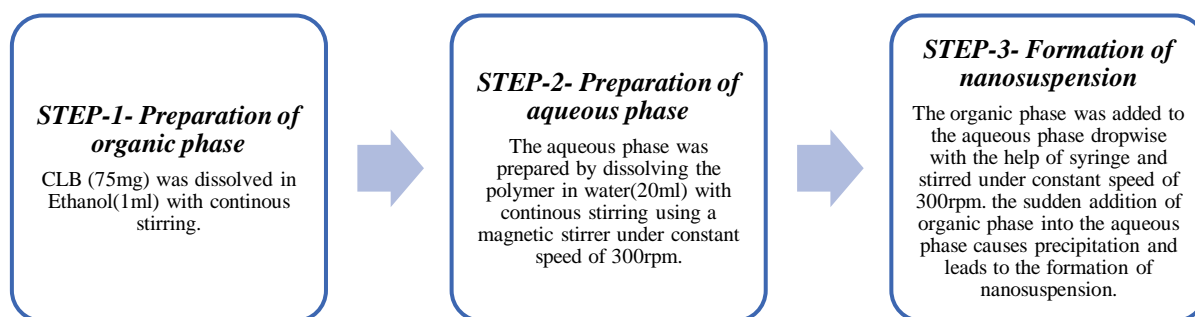 STEP-1- Preparation of
organic phase
CLB (75mg) was dissolved in
Ethanol(1ml) with continous
stirring.
STEP-2- Preparation of
aqueous phase
The aqueous phase was
prepared by dissolving the
polymer in water(20ml) with
continous stirring using a
magnetic stirrer under constant
speed of 300rpm.
STEP-3- Formation of
nanosuspension
The organic phase was added to
the aqueous phase dropwise
with the help of syringe and
stirred under constant speed of
300rpm. the sudden addition of
organic phase into the aqueous
phase causes precipitation and
leads to the formation of
nanosuspension.